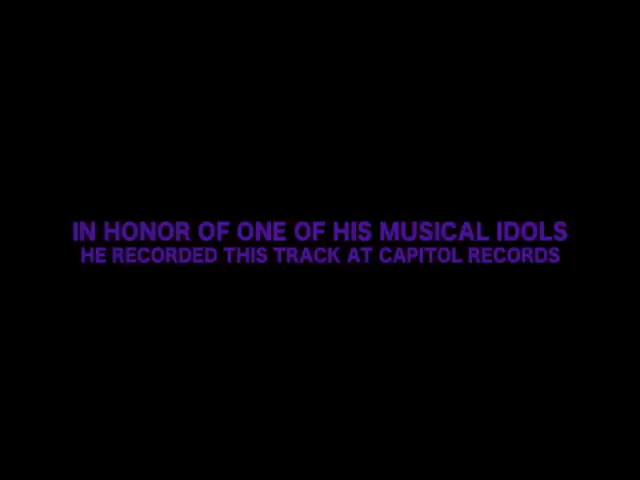 IN HONOR OF ONE OF HIS MUSICAL IDOLS
HE RECORDED THIS TRACK AT CAPITOL RECORDS